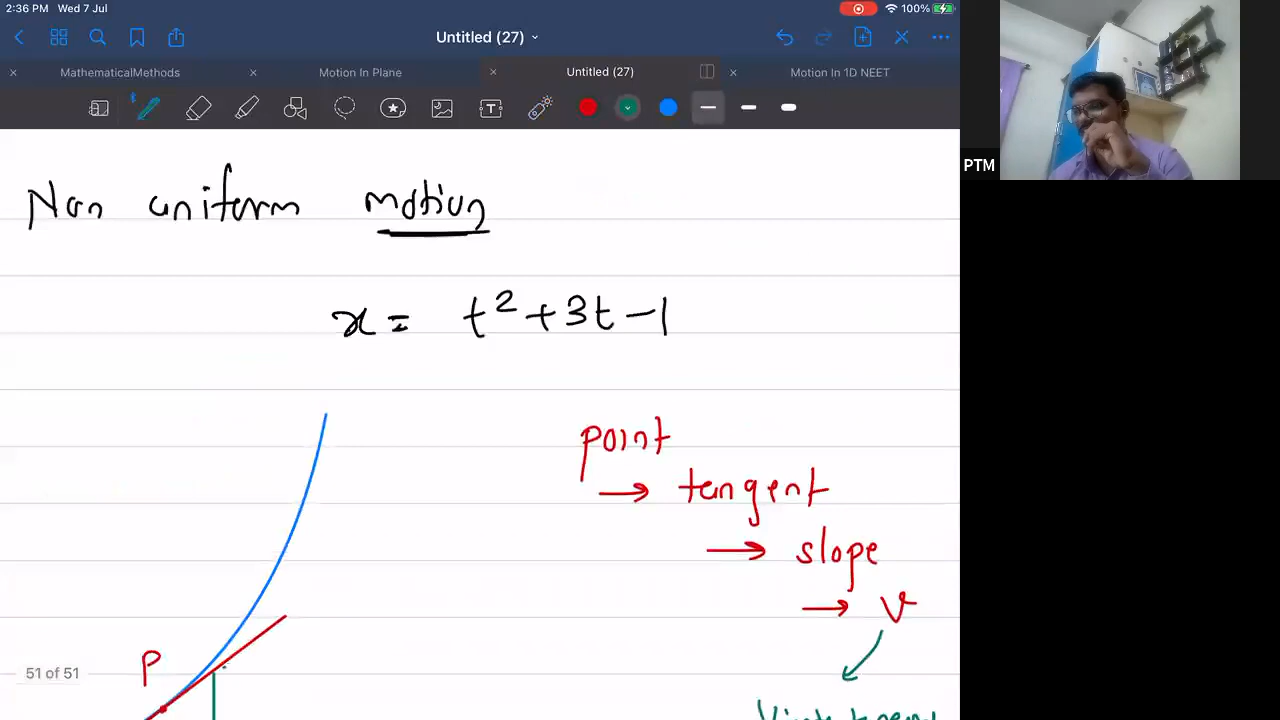 2:36 PM Wed 7 Jul
100%
Untitled (27)
MathematicalMethods
Motion In Plane
Untitled (27)
Motion In 1D NEET
PTM
Non uniform motion
x = t² + 3t - 1
point
→ tangent
→ slope
→ v
P
51 of 51